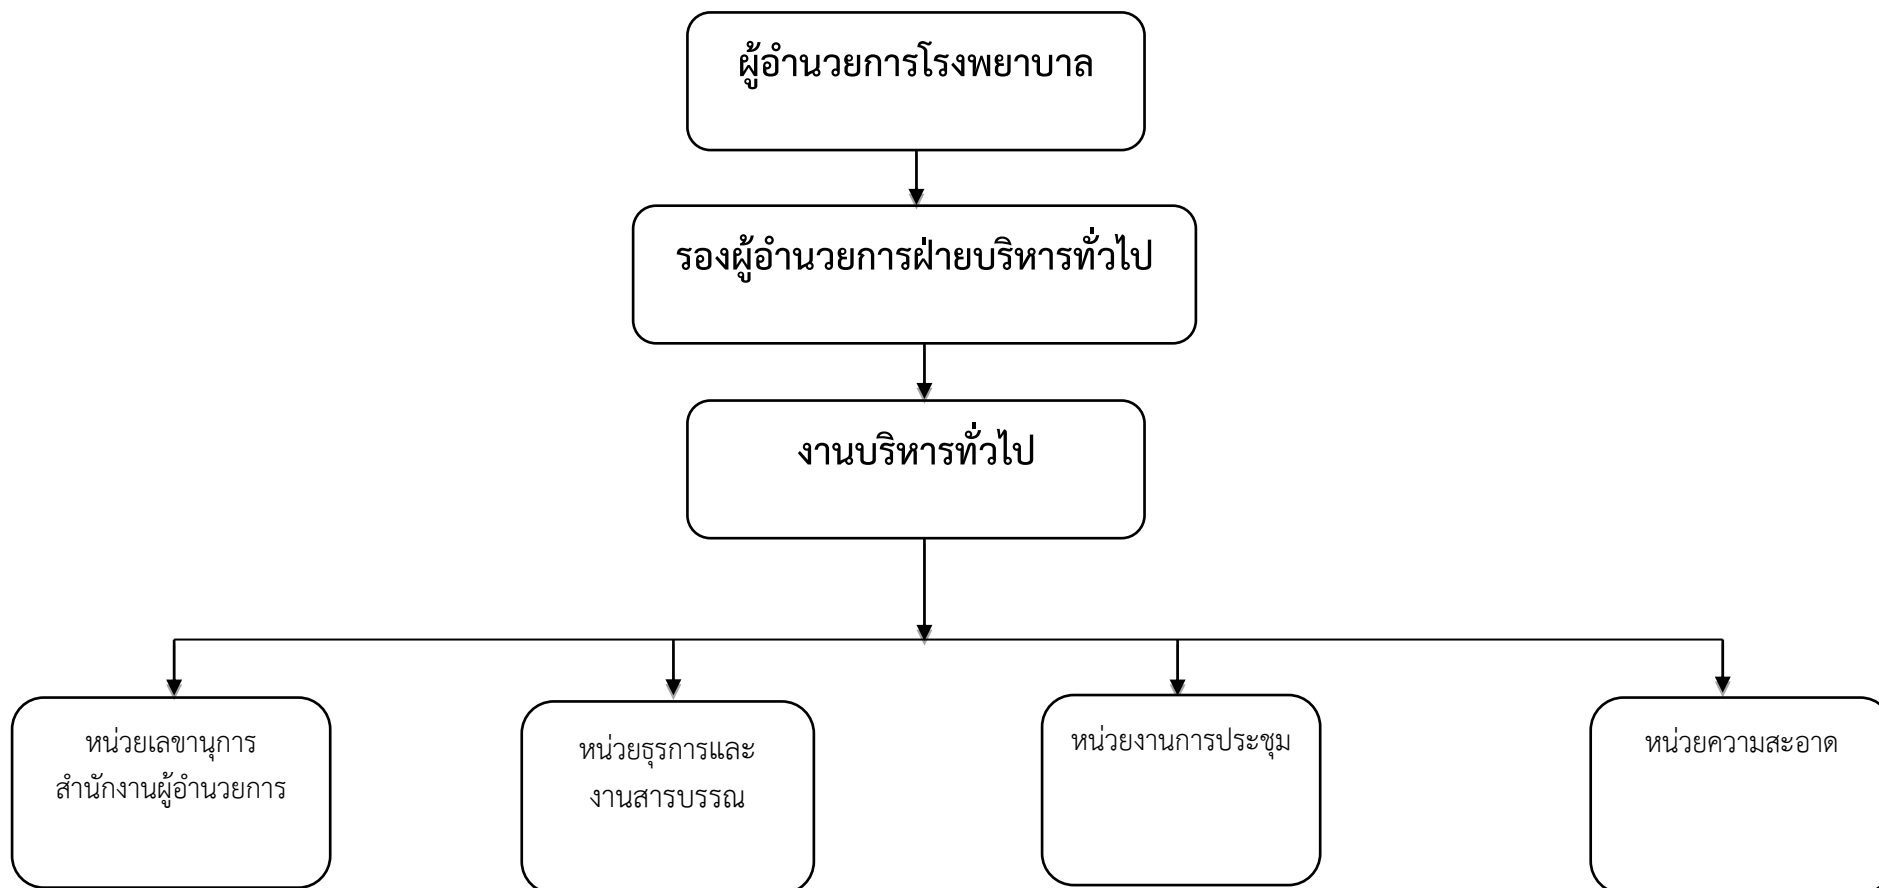 ผู้อำนวยการโรงพยาบาล
รองผู้อำนวยการฝ่ายบริหารทั่วไป
งานบริหารทั่วไป
หน่วยเลขานุการ
สำนักงานผู้อำนวยการ
หน่วยธุรการและ
งานสารบรรณ
หน่วยงานการประชุม
หน่วยความสะอาด